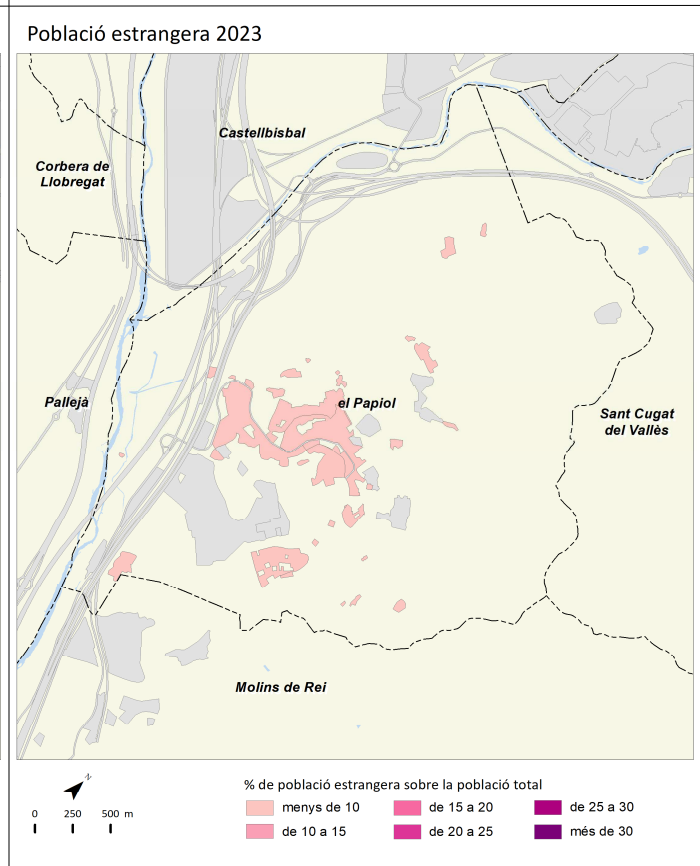 Població estrangera 2023
Castellbisbal
Corbera de
Llobregat
Pallejà
el Papiol
Sant Cugat
del Vallès
Molins de Rei
N
0 250 500 m
% de població estrangera sobre la població total
menys de 10
de 15 a 20
de 25 a 30
de 10 a 15
de 20 a 25
més de 30